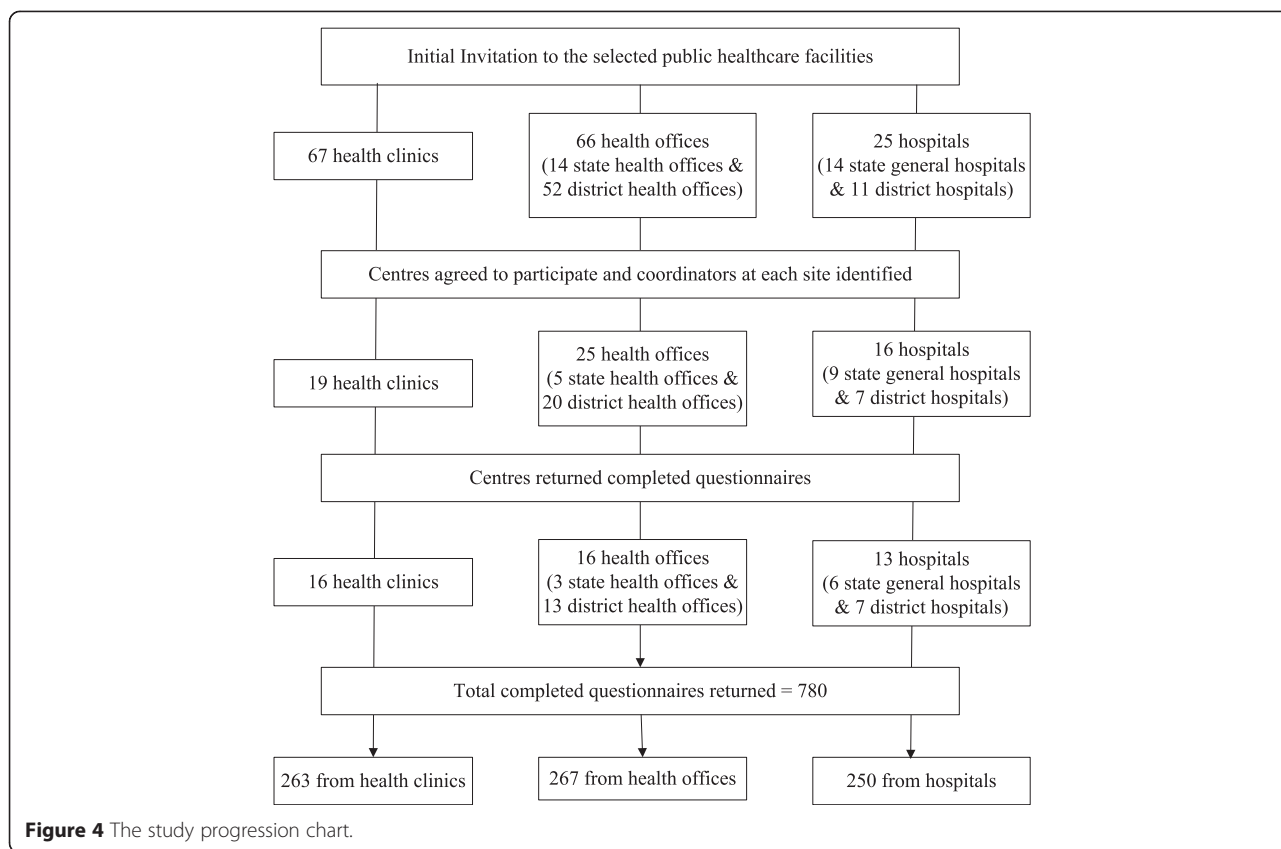 Initial Invitation to the selected public healthcare facilities
67 health clinics
66 health offices
(14 state health offices &
52 district health offices)
25 hospitals
(14 state general hospitals
& 11 district hospitals)
Centres agreed to participate and coordinators at each site identified
19 health clinics
25 health offices
(5 state health offices &
20 district health offices)
16 hospitals
(9 state general hospitals
& 7 district hospitals)
Centres returned completed questionnaires
16 health clinics
16 health offices
(3 state health offices &
13 district health offices)
13 hospitals
(6 state general hospitals
& 7 district hospitals)
Total completed questionnaires returned = 780
263 from health clinics
267 from health offices
250 from hospitals
Figure 4 The study progression chart.